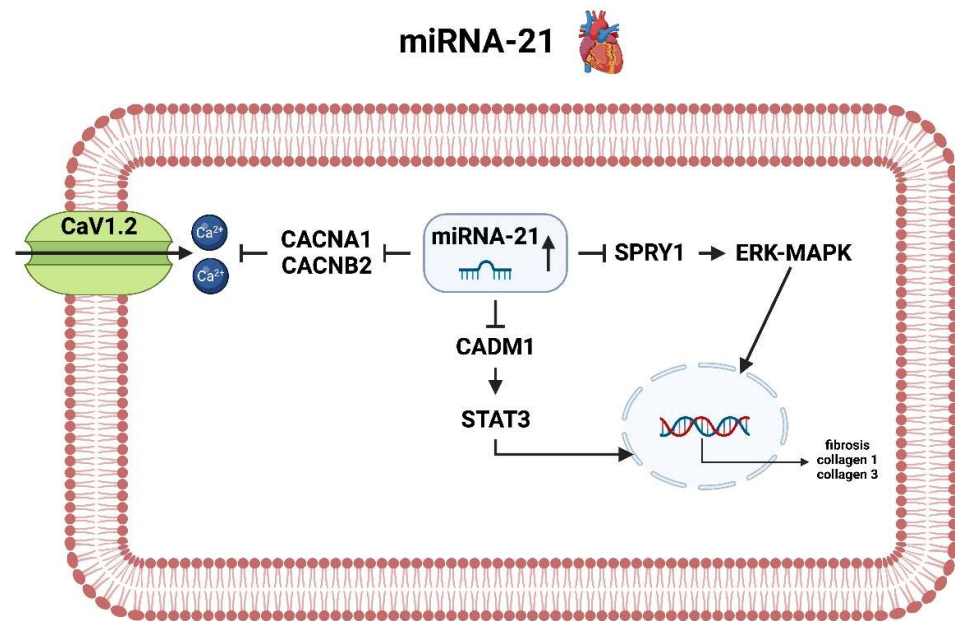 miRNA-21
CaV1.2
Ca²⁺
Ca²⁺
CACNA1
CACNB2
miRNA-21
SPRY1
ERK-MAPK
CADM1
STAT3
fibrosis
collagen 1
collagen 3